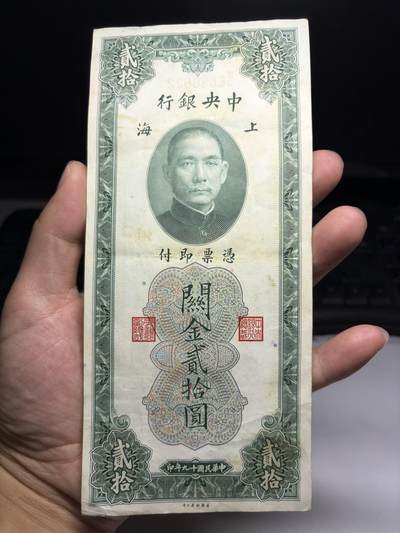 貳拾
貳拾
中央銀行
上海
憑票即付
關金貳拾圓
貳拾
貳拾
中華民國十九年印